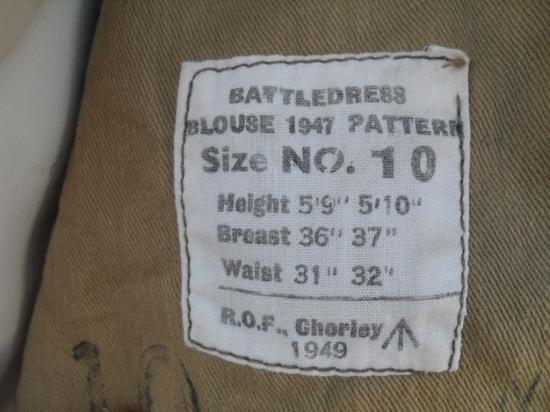 BATTLEDRESS
BLOUSE 1947 PATTERN
Size NO. 10
Height 5'9" 5'10"
Breast 36" 37"
Waist 31" 32"
R.O.F., Chorley
1949
10